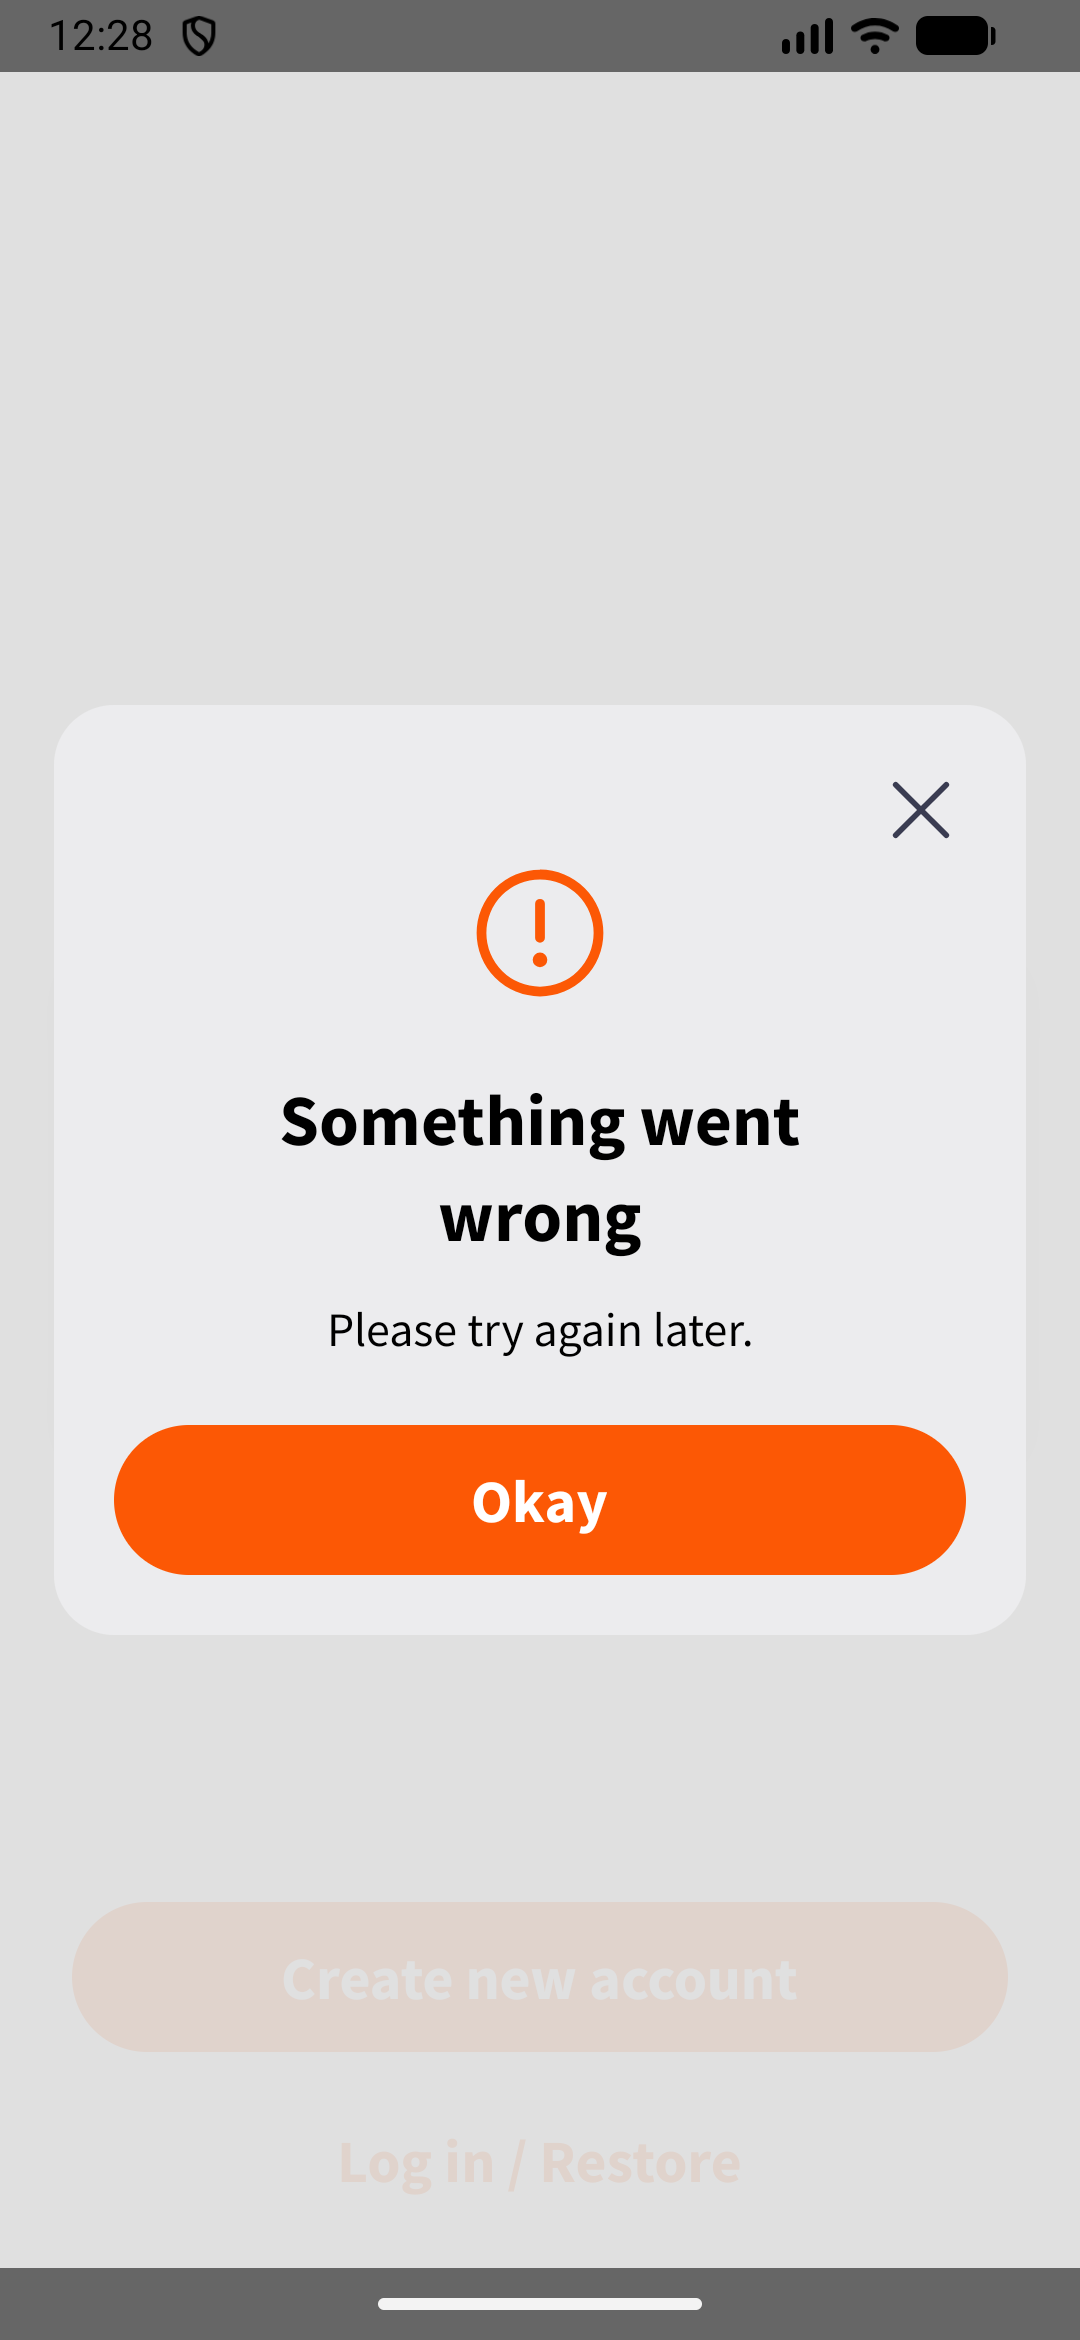 12:28
Something went
wrong
Please try again later.
Okay
Create new account
Log in / Restore